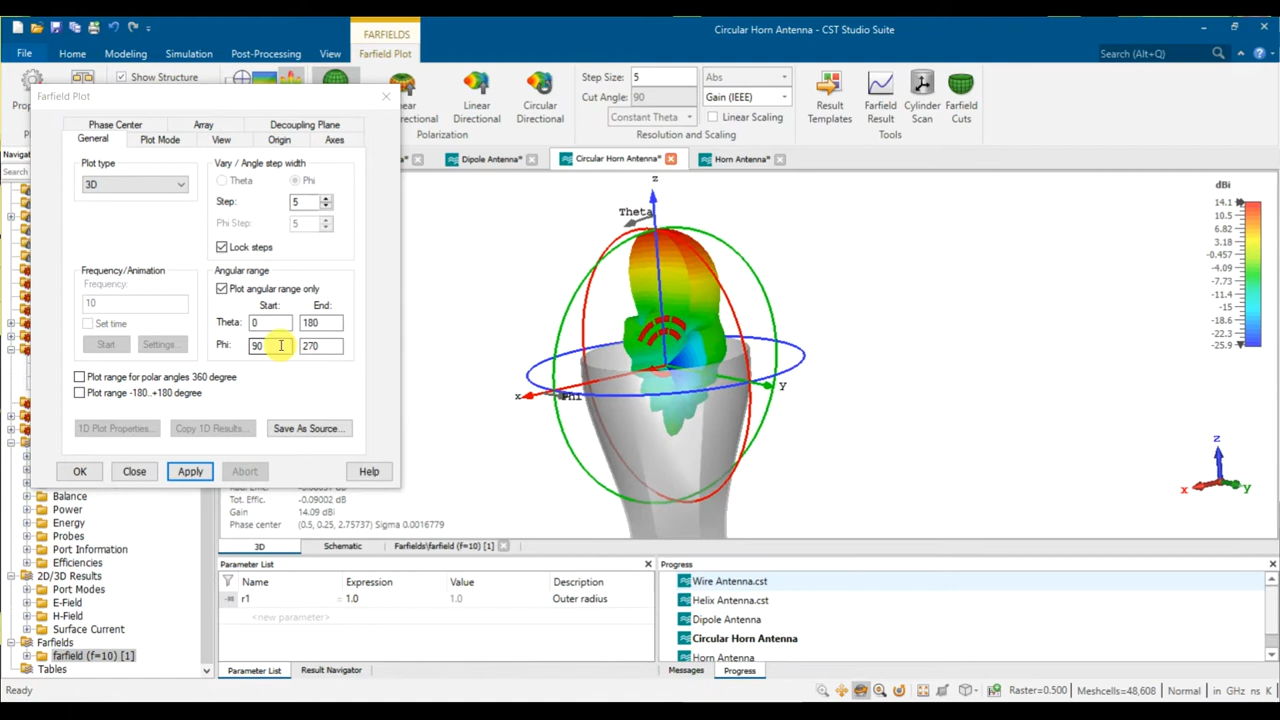 FARFIELDS
Circular Horn Antenna - CST Studio Suite
File
Home
Modeling
Simulation
Post-Processing
View
Farfield Plot
Search (Alt+Q)
Show Structure
Linear
Directional
Circular
Directional
Polarization
Step Size: 5
Cut Angle: 90
Constant Theta
Abs
Gain (IEEE)
Linear Scaling
Resolution and Scaling
Result
Templates
Farfield
Result
Cylinder
Scan
Farfield
Cuts
Tools
Farfield Plot
Phase Center
Array
Decoupling Plane
General
Plot Mode
View
Origin
Axes
Plot type
3D
Vary / Angle step width
Theta
Phi
Step: 5
Phi Step: 5
Lock steps
Frequency/Animation
Frequency:
10
Set time
Start
Settings...
Angular range
Plot angular range only
Start: End:
Theta: 0 180
Phi: 90 270
Plot range for polar angles 360 degree
Plot range -180..+180 degree
1D Plot Properties...
Copy 1D Results...
Save As Source...
OK
Close
Apply
Abort
Help
Dipole Antenna*
Circular Horn Antenna*
Horn Antenna*
z
Theta
x
Phi
y
dBi
14.1
10.5
6.82
3.18
-0.457
-4.09
-7.73
-11.4
-15
-18.6
-22.3
-25.9
z
x
y
Tot. Effic. -0.09002 dB
Gain 14.09 dBi
Phase center (0.5, 0.25, 2.75737) Sigma 0.0016779
3D
Schematic
Farfields\farfield (f=10) [1]
Balance
Power
Energy
Probes
Port Information
Efficiencies
2D/3D Results
Port Modes
E-Field
H-Field
Surface Current
Farfields
farfield (f=10) [1]
Tables
Parameter List
Name Expression Value Description
r1 = 1.0 1.0 Outer radius
<new parameter>
Parameter List
Result Navigator
Progress
Wire Antenna.cst
Helix Antenna.cst
Dipole Antenna
Circular Horn Antenna
Horn Antenna
Messages
Progress
Ready
Raster=0.500
Meshcells=48,608
Normal
in GHz ns K